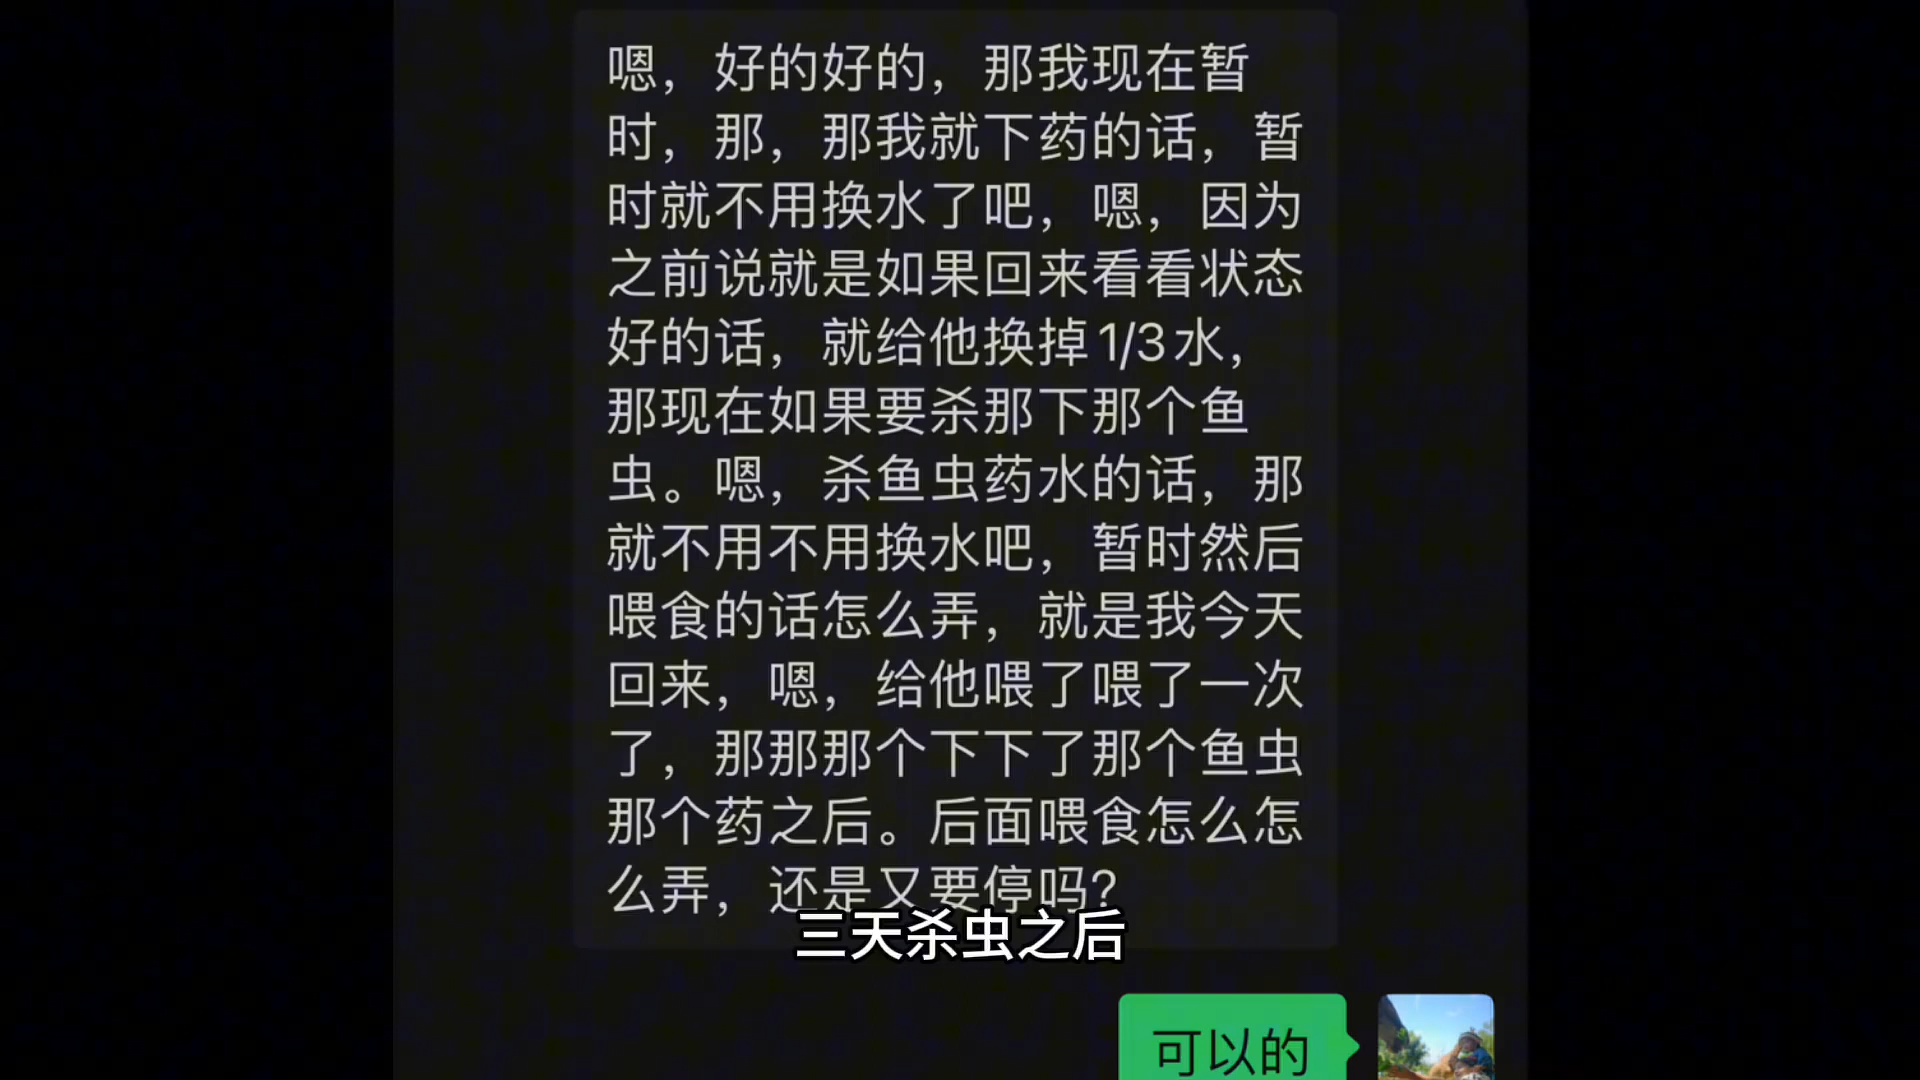 嗯，好的好的，那我现在暂
时，那，那我就下药的话，暂
时就不用换水了吧，嗯，因为
之前说就是如果回来看看状态
好的话，就给他换掉1/3水，
那现在如果要杀那下那个鱼
虫。嗯，杀鱼虫药水的话，那
就不用不用换水吧，暂时然后
喂食的话怎么弄，就是我今天
回来，嗯，给他喂了喂了一次
了，那那那个下下了那个鱼虫
那个药之后。后面喂食怎么怎
么弄，还是又要停吗？
三天杀虫之后
可以的